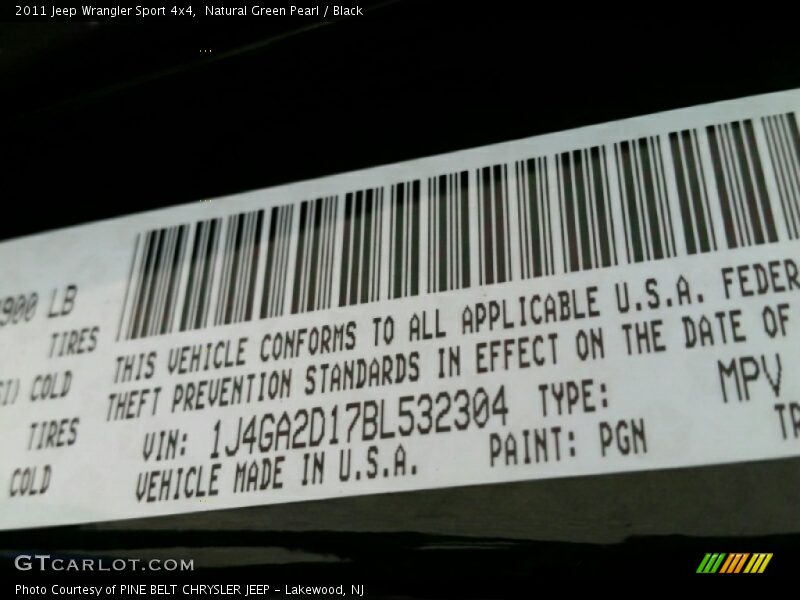 2011 Jeep Wrangler Sport 4x4, Natural Green Pearl / Black
900 LB
TIRES
COLD
TIRES
COLD
THIS VEHICLE CONFORMS TO ALL APPLICABLE U.S.A. FEDER
THEFT PREVENTION STANDARDS IN EFFECT ON THE DATE OF
VIN: 1J4GA2D17BL532304 TYPE: MPV
VEHICLE MADE IN U.S.A. PAINT: PGN TR
GTCARLOT.COM
Photo Courtesy of PINE BELT CHRYSLER JEEP - Lakewood, NJ